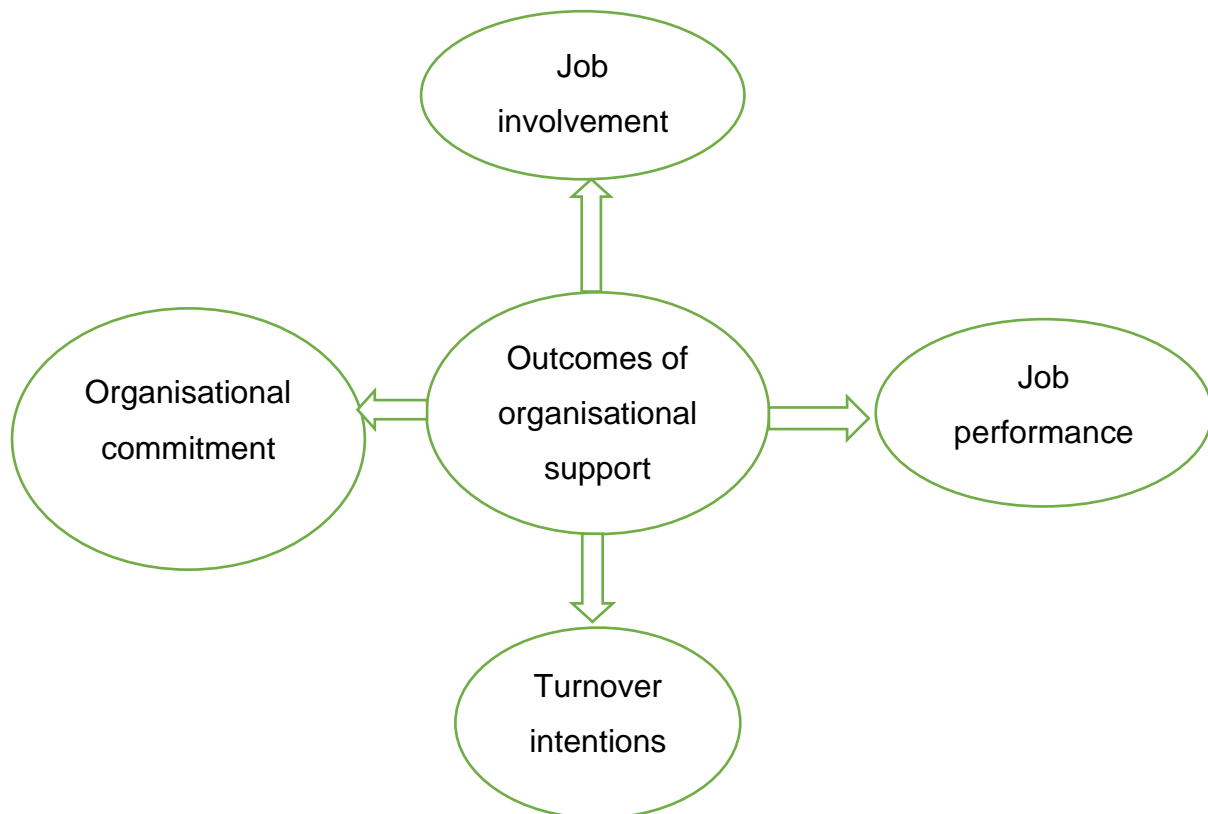 Job
involvement
Organisational
commitment
Outcomes of
organisational
support
Job
performance
Turnover
intentions